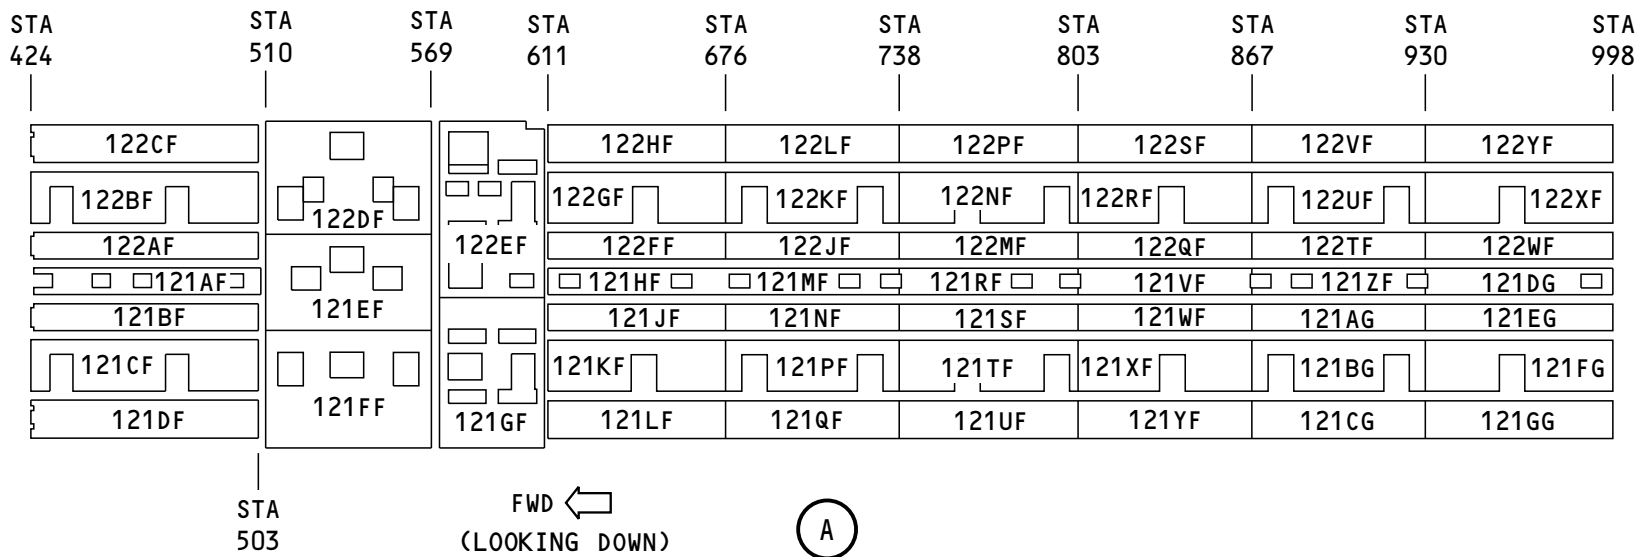 STA 424
STA 510
STA 569
STA 611
STA 676
STA 738
STA 803
STA 867
STA 930
STA 998
122CF 122HF 122LF 122PF 122SF 122VF 122YF
122BF 122DF 122GF 122KF 122NF 122RF 122UF 122XF
122AF 122EF 122FF 122JF 122MF 122QF 122TF 122WF
121AF 121EF 121HF 121MF 121RF 121VF 121ZF 121DG
121BF 121JF 121NF 121SF 121WF 121AG 121EG
121CF 121KF 121PF 121TF 121XF 121BG 121FG
121DF 121FF 121GF 121LF 121QF 121UF 121YF 121CG 121GG
STA 503
FWD
(LOOKING DOWN)
A